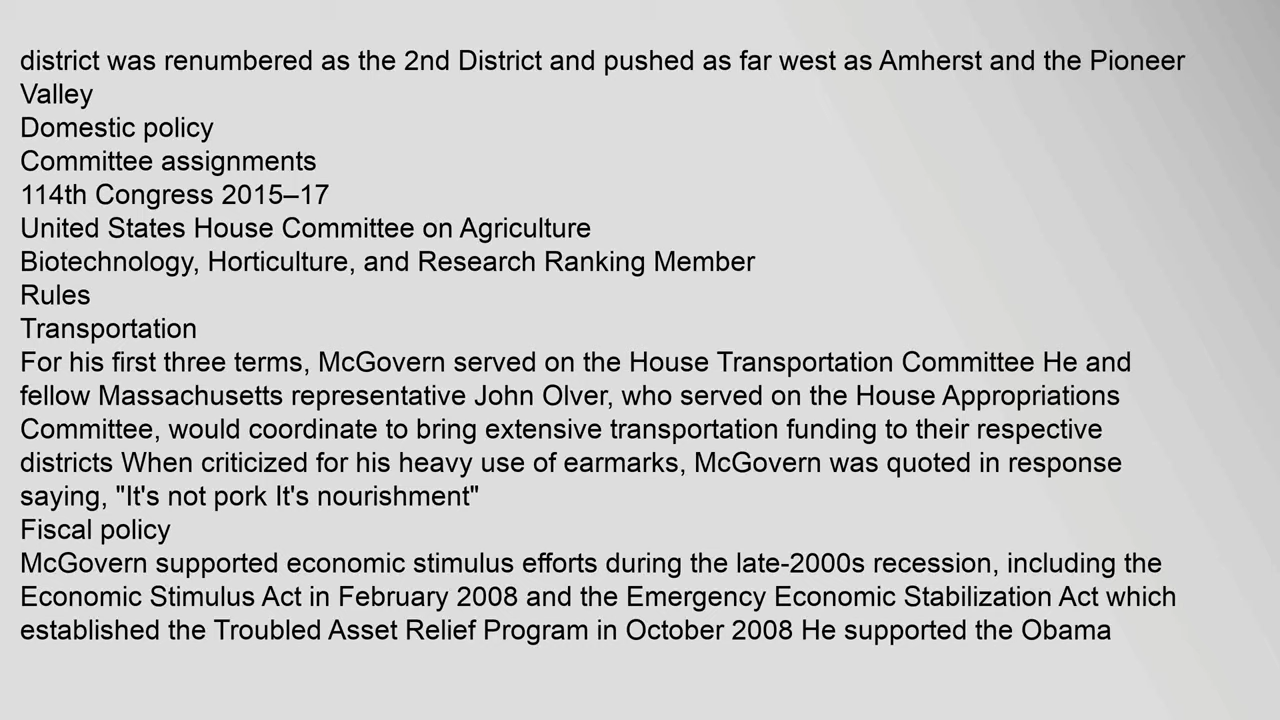 district was renumbered as the 2nd District and pushed as far west as Amherst and the Pioneer
Valley
Domestic policy
Committee assignments
114th Congress 2015–17
United States House Committee on Agriculture
Biotechnology, Horticulture, and Research Ranking Member
Rules
Transportation
For his first three terms, McGovern served on the House Transportation Committee He and
fellow Massachusetts representative John Olver, who served on the House Appropriations
Committee, would coordinate to bring extensive transportation funding to their respective
districts When criticized for his heavy use of earmarks, McGovern was quoted in response
saying, "It's not pork It's nourishment"
Fiscal policy
McGovern supported economic stimulus efforts during the late-2000s recession, including the
Economic Stimulus Act in February 2008 and the Emergency Economic Stabilization Act which
established the Troubled Asset Relief Program in October 2008 He supported the Obama